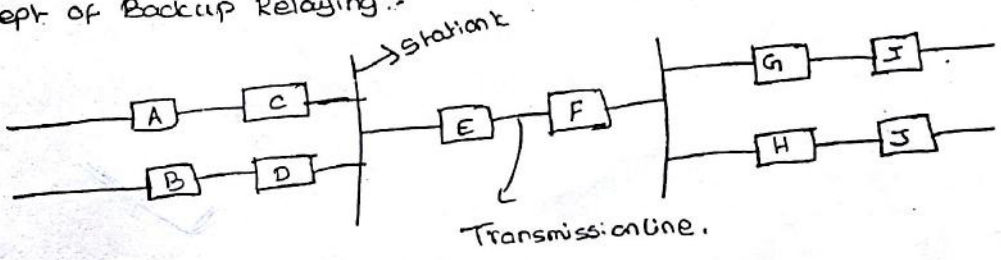 ept of Backup Relaying :-
Station k
A C E F G I
B D H J
Transmission line.